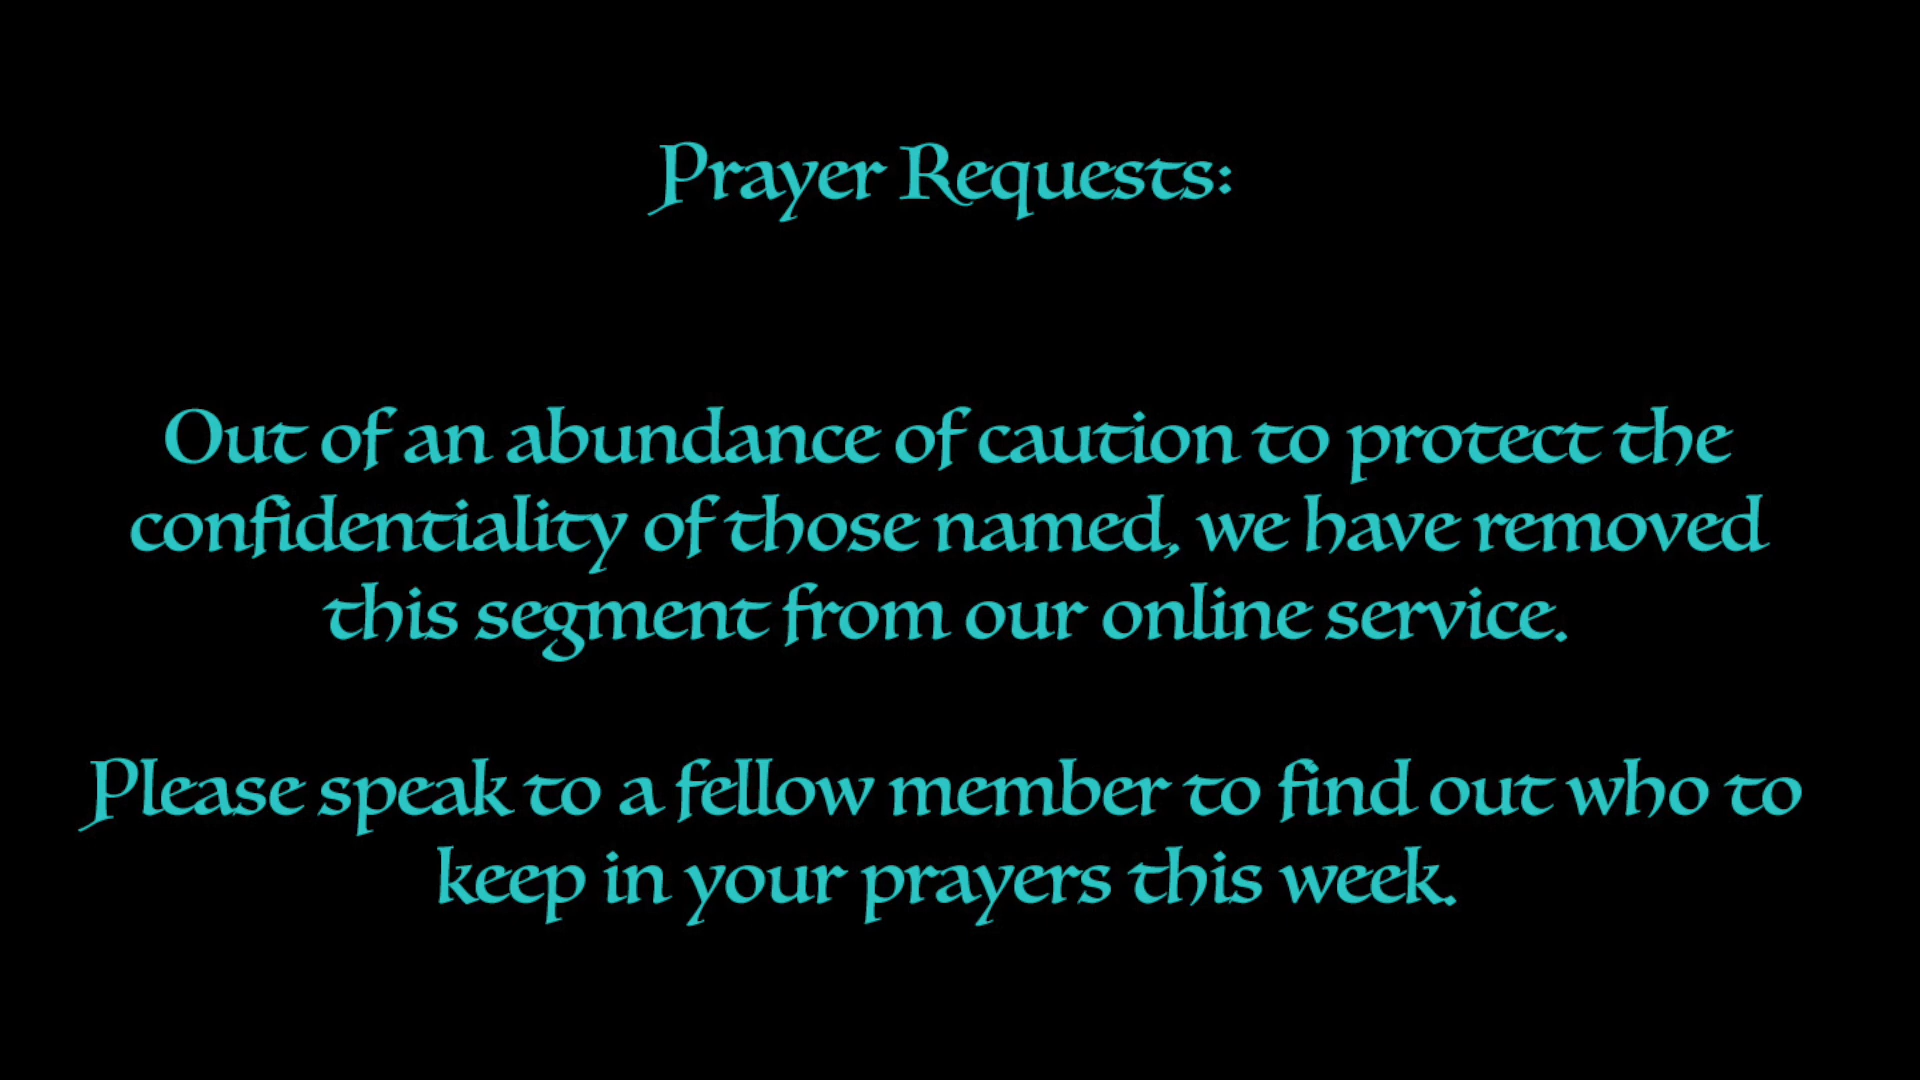 Prayer Requests:
Out of an abundance of caution to protect the
confidentiality of those named, we have removed
this segment from our online service.
Please speak to a fellow member to find out who to
keep in your prayers this week.